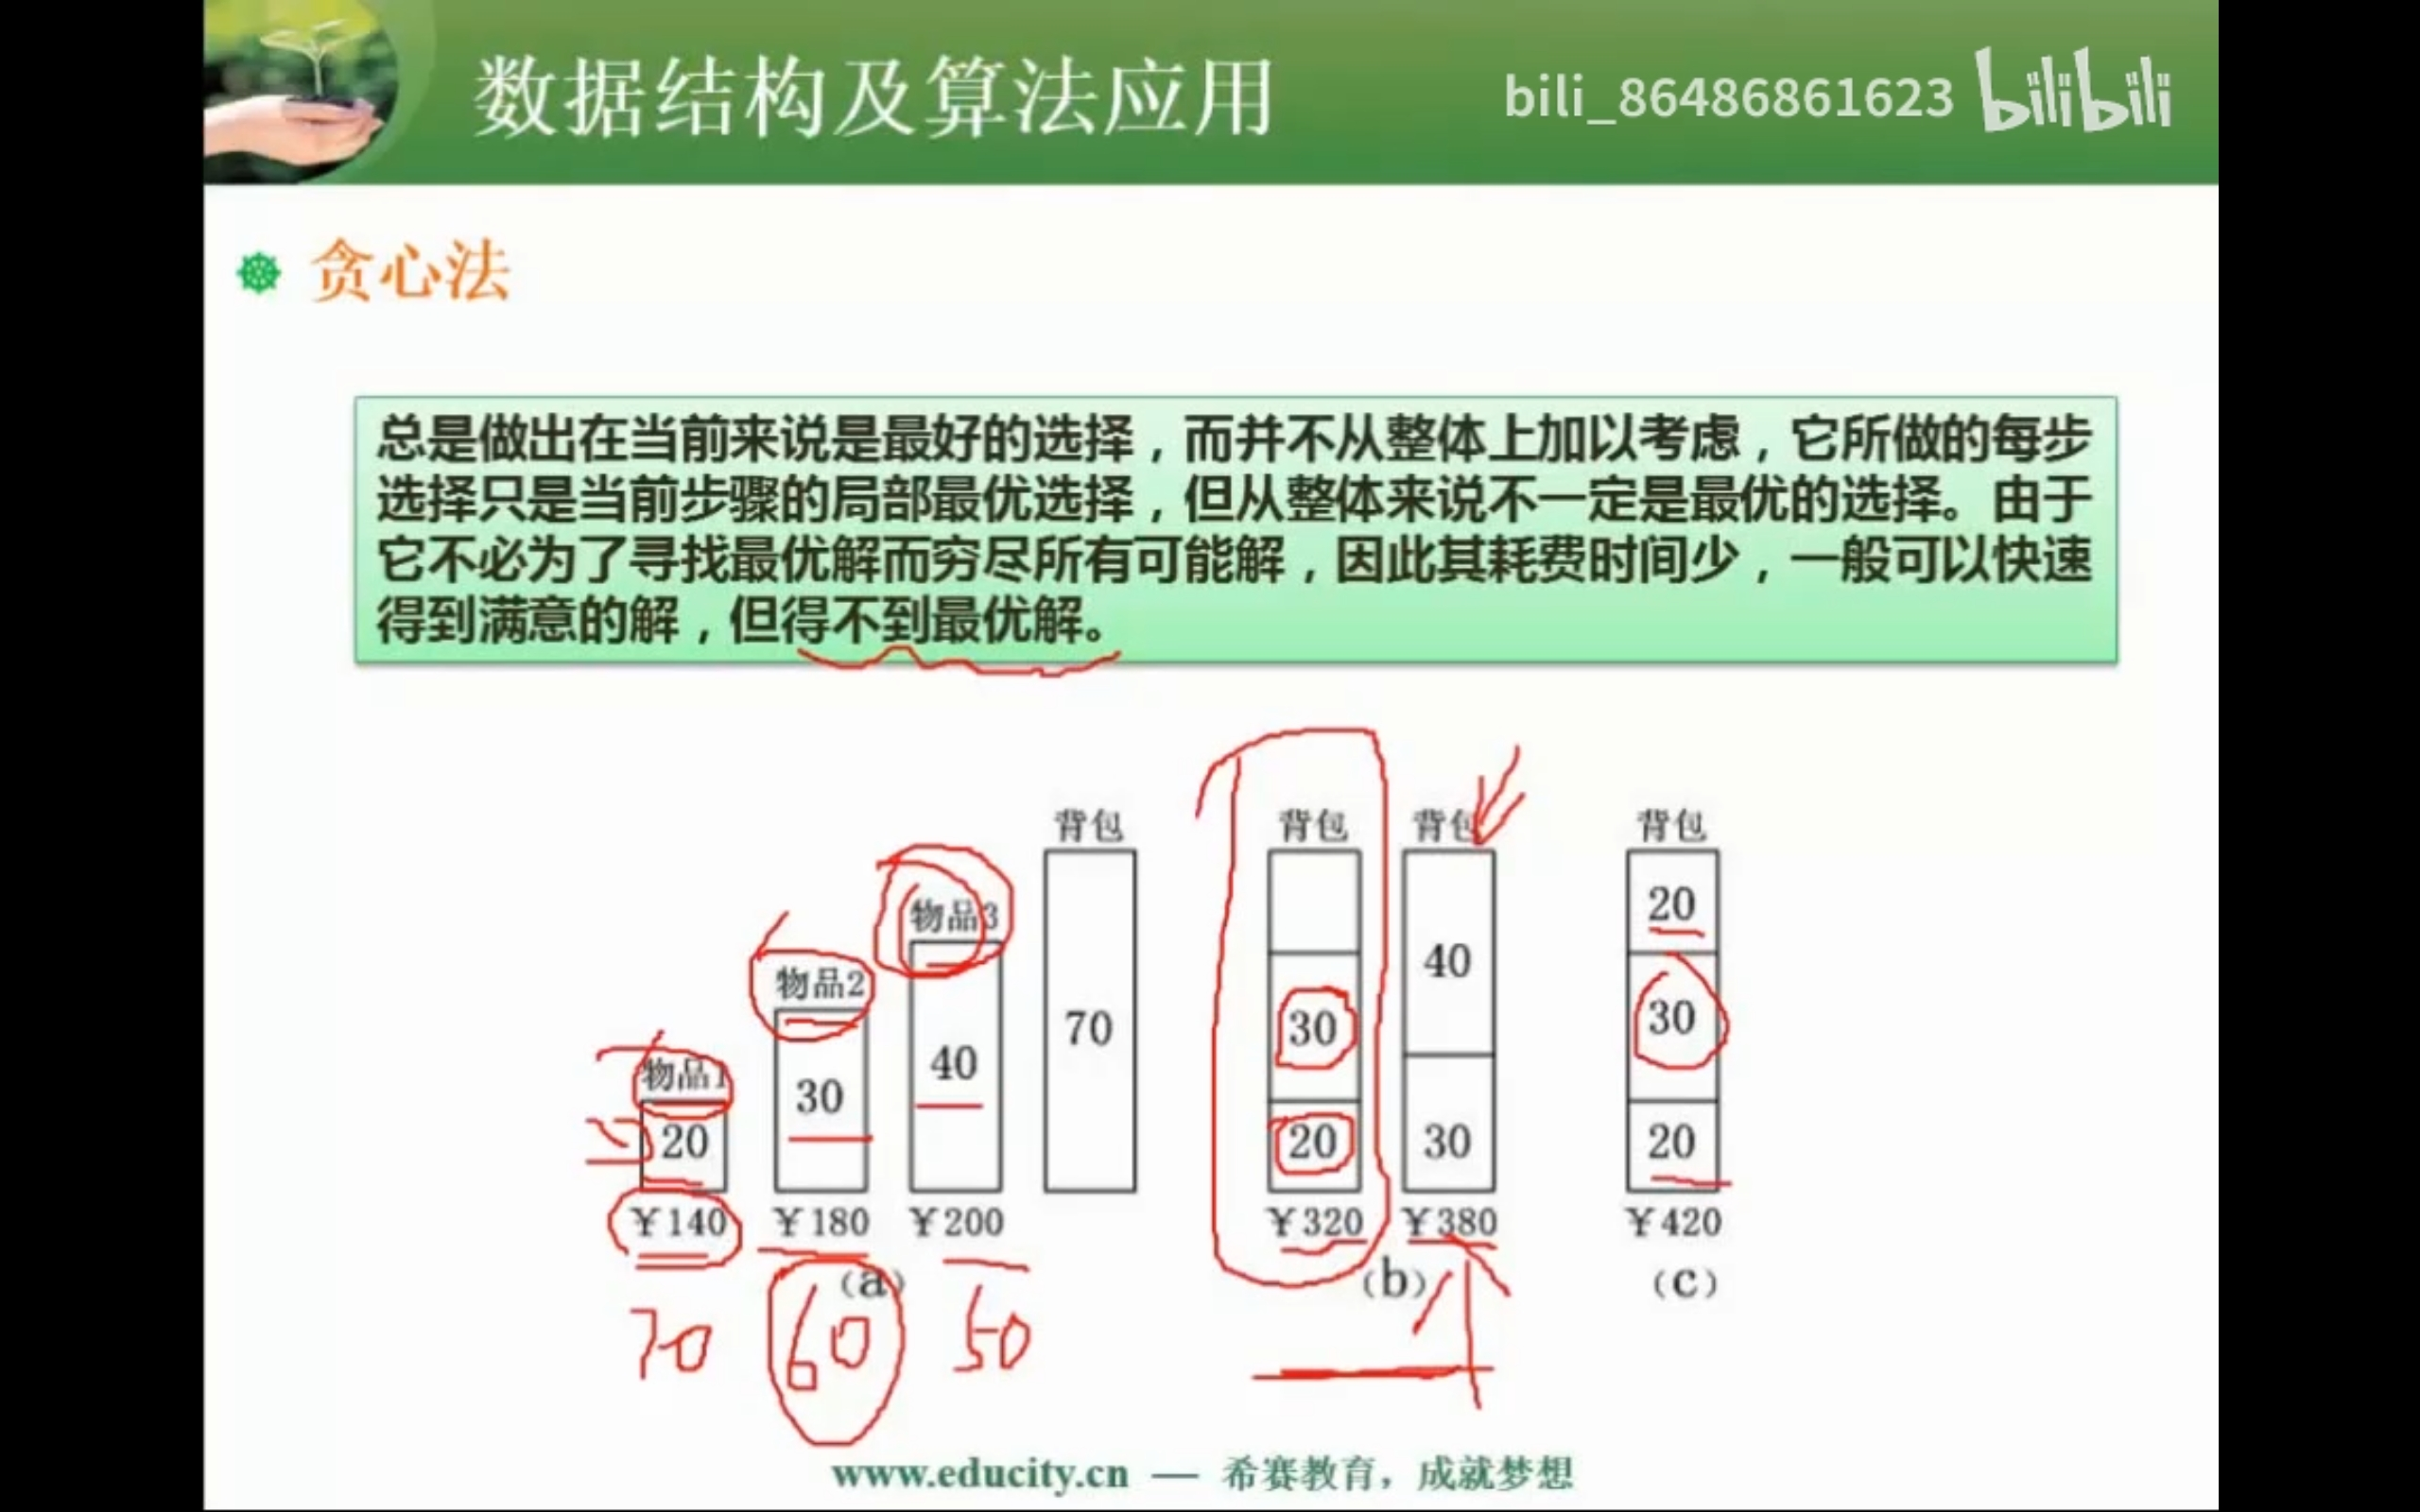 数据结构及算法应用
bili_86486861623 bilibili
贪心法
总是做出在当前来说是最好的选择，而并不从整体上加以考虑，它所做的每步
选择只是当前步骤的局部最优选择，但从整体来说不一定是最优的选择。由于
它不必为了寻找最优解而穷尽所有可能解，因此其耗费时间少，一般可以快速
得到满意的解，但得不到最优解。
背包 背包 背包 背包
物品3
物品2
物品1
20 30 40 70
30 20
40 30
20 30 20
￥140 ￥180 ￥200 ￥320 ￥380 ￥420
(a) (b) (c)
70 60 50
www.educity.cn — 希赛教育，成就梦想